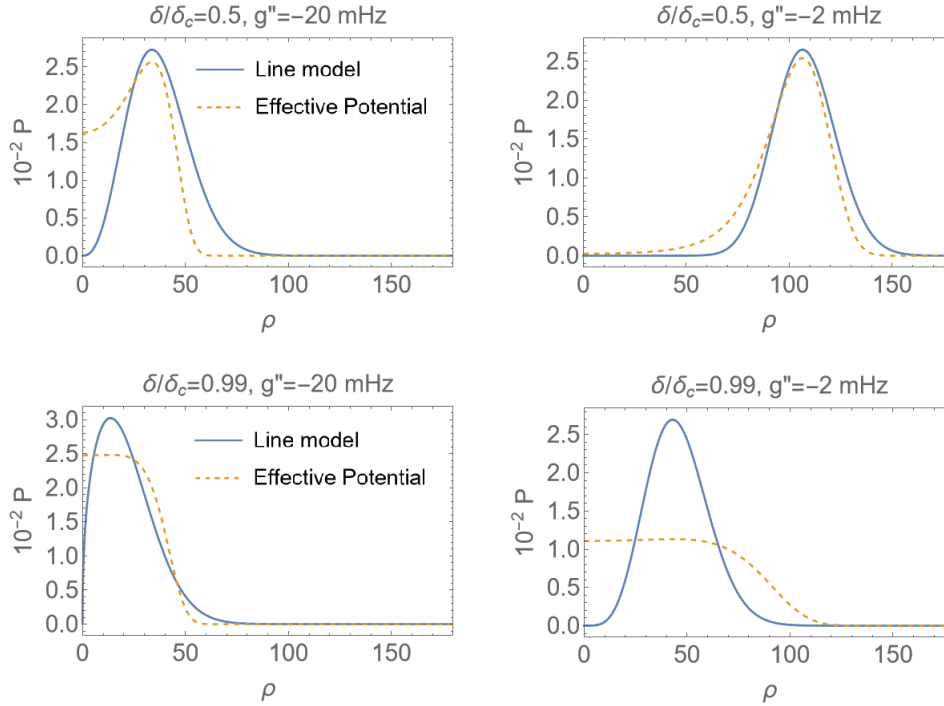 δ/δc=0.5, g"=-20 mHz
δ/δc=0.5, g"=-2 mHz
2.5
2.0
1.5
1.0
0.5
0.0
10⁻² P
Line model
Effective Potential
0 50 100 150
ρ
2.5
2.0
1.5
1.0
0.5
0.0
10⁻² P
0 50 100 150
ρ
δ/δc=0.99, g"=-20 mHz
δ/δc=0.99, g"=-2 mHz
3.0
2.5
2.0
1.5
1.0
0.5
0.0
10⁻² P
Line model
Effective Potential
0 50 100 150
ρ
2.5
2.0
1.5
1.0
0.5
0.0
10⁻² P
0 50 100 150
ρ